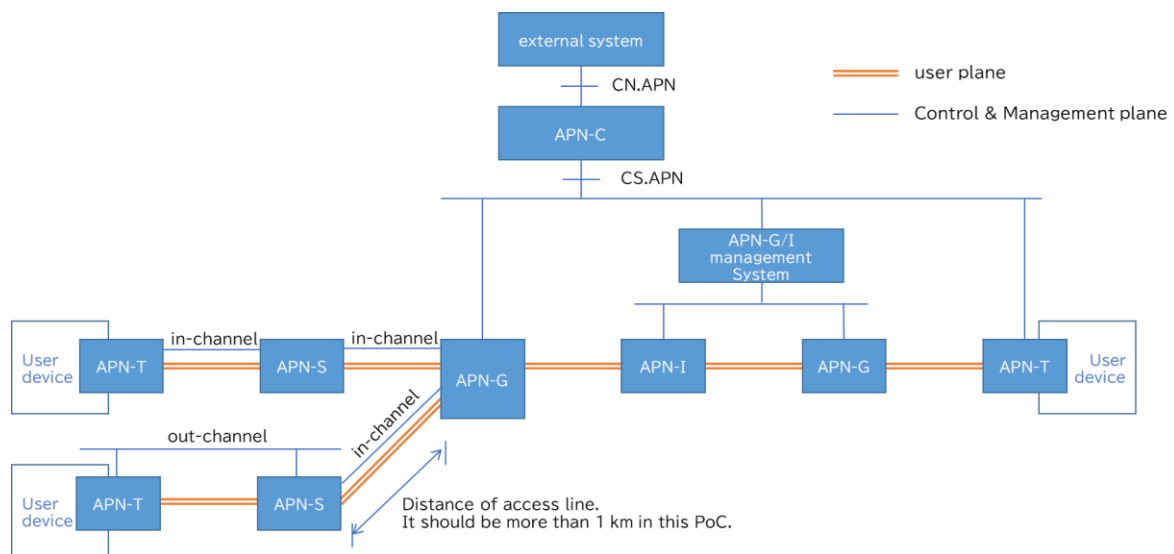 external system
CN.APN
user plane
Control & Management plane
APN-C
CS.APN
APN-G/I
management
System
in-channel
in-channel
User
device
APN-T
APN-S
APN-G
APN-I
APN-G
APN-T
User
device
in-channel
out-channel
User
device
APN-T
APN-S
Distance of access line.
It should be more than 1 km in this PoC.